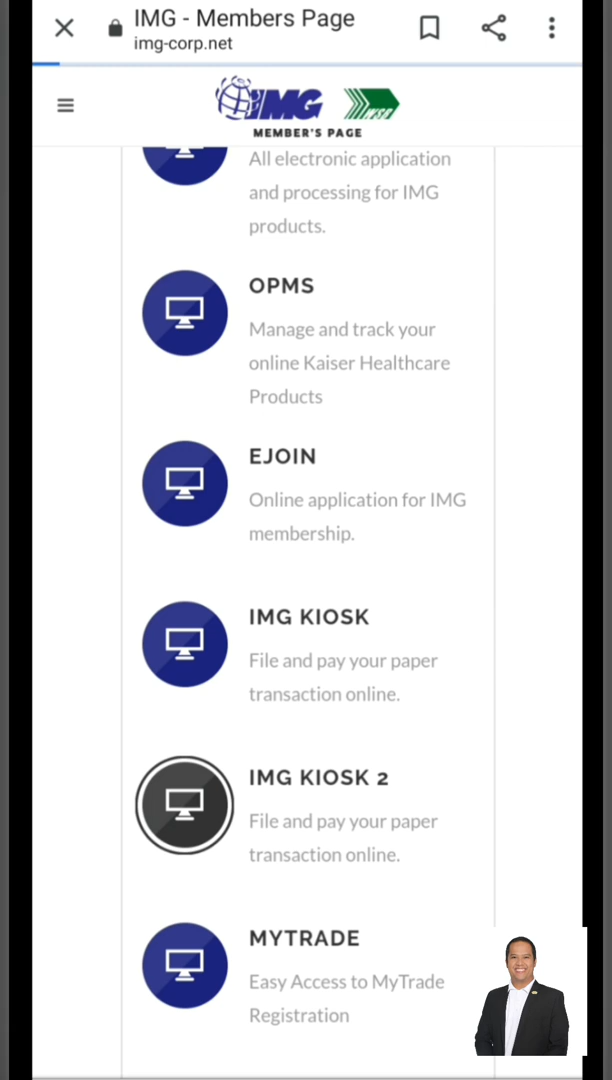 IMG - Members Page
img-corp.net
IMG WSB
MEMBER'S PAGE
All electronic application
and processing for IMG
products.
OPMS
Manage and track your
online Kaiser Healthcare
Products
EJOIN
Online application for IMG
membership.
IMG KIOSK
File and pay your paper
transaction online.
IMG KIOSK 2
File and pay your paper
transaction online.
MYTRADE
Easy Access to MyTrade
Registration